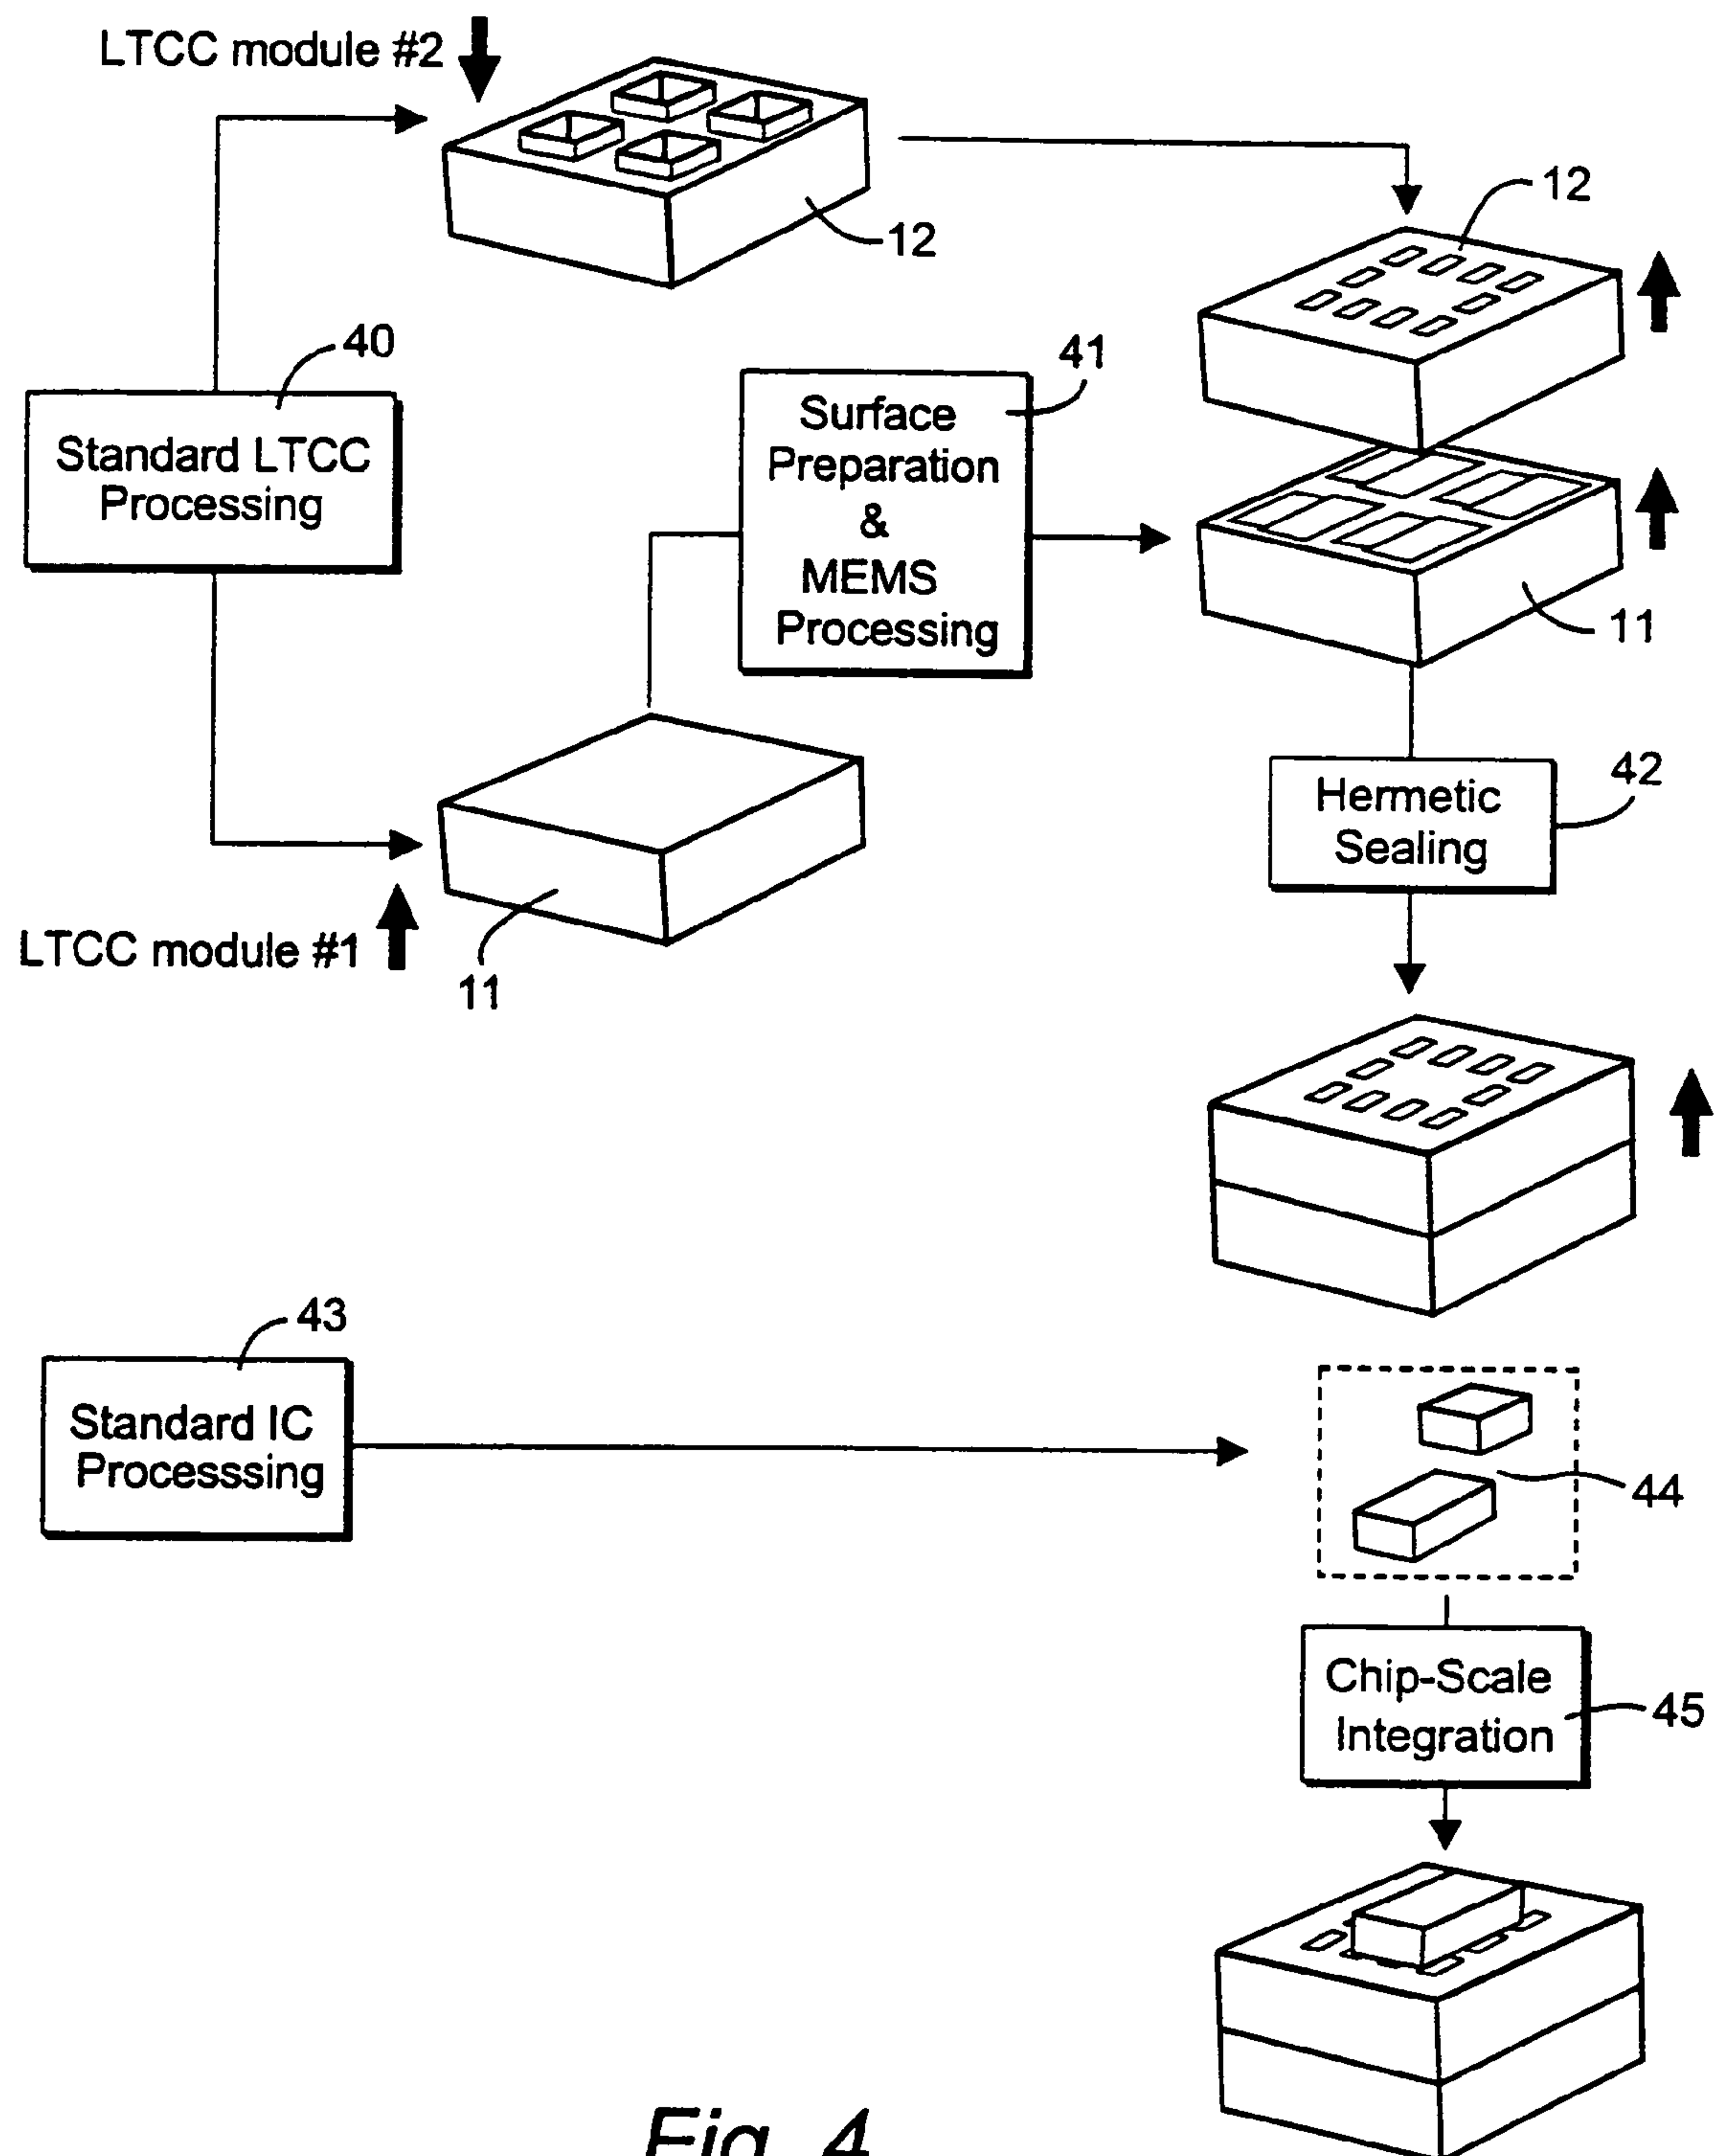 LTCC module #2
12
12
40
Standard LTCC
Processing
41
Surface
Preparation
&
MEMS
Processing
11
42
Hermetic
Sealing
LTCC module #1
11
43
Standard IC
Processsing
44
Chip-Scale
Integration
45
Fig. 4